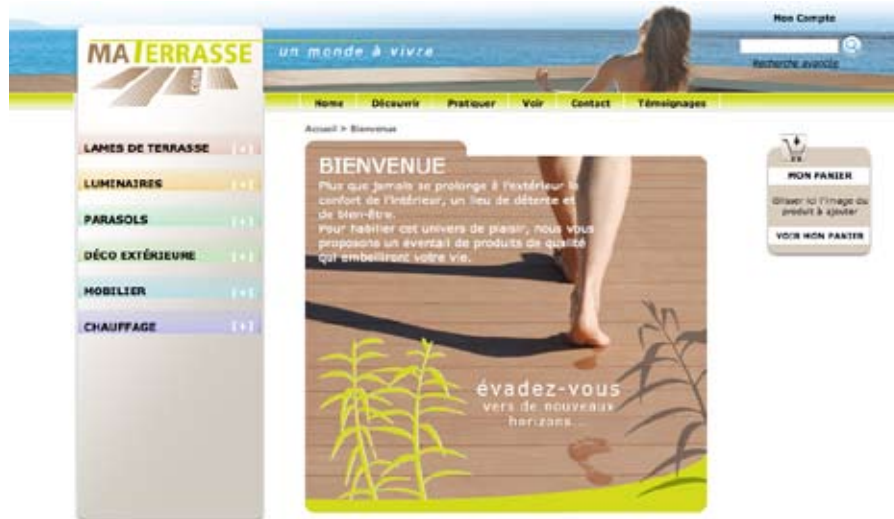 MATERRASSE
.COM
un monde à vivre
Mon Compte
Recherche avancée
Home Découvrir Pratiquer Voir Contact Témoignages
Accueil > Bienvenue
LAMES DE TERRASSE [+]
LUMINAIRES [+]
PARASOLS [+]
DÉCO EXTÉRIEURE [+]
MOBILIER [+]
CHAUFFAGE [+]
BIENVENUE
Plus que jamais se prolonge à l'extérieur le
confort de l'intérieur, un lieu de détente et
de bien-être.
Pour habiller cet univers de plaisir, nous vous
proposons un éventail de produits de qualité
qui embelliront votre vie.
évadez-vous
vers de nouveaux
horizons...
MON PANIER
Glisser ici l'image du
produit à ajouter
VOIR MON PANIER